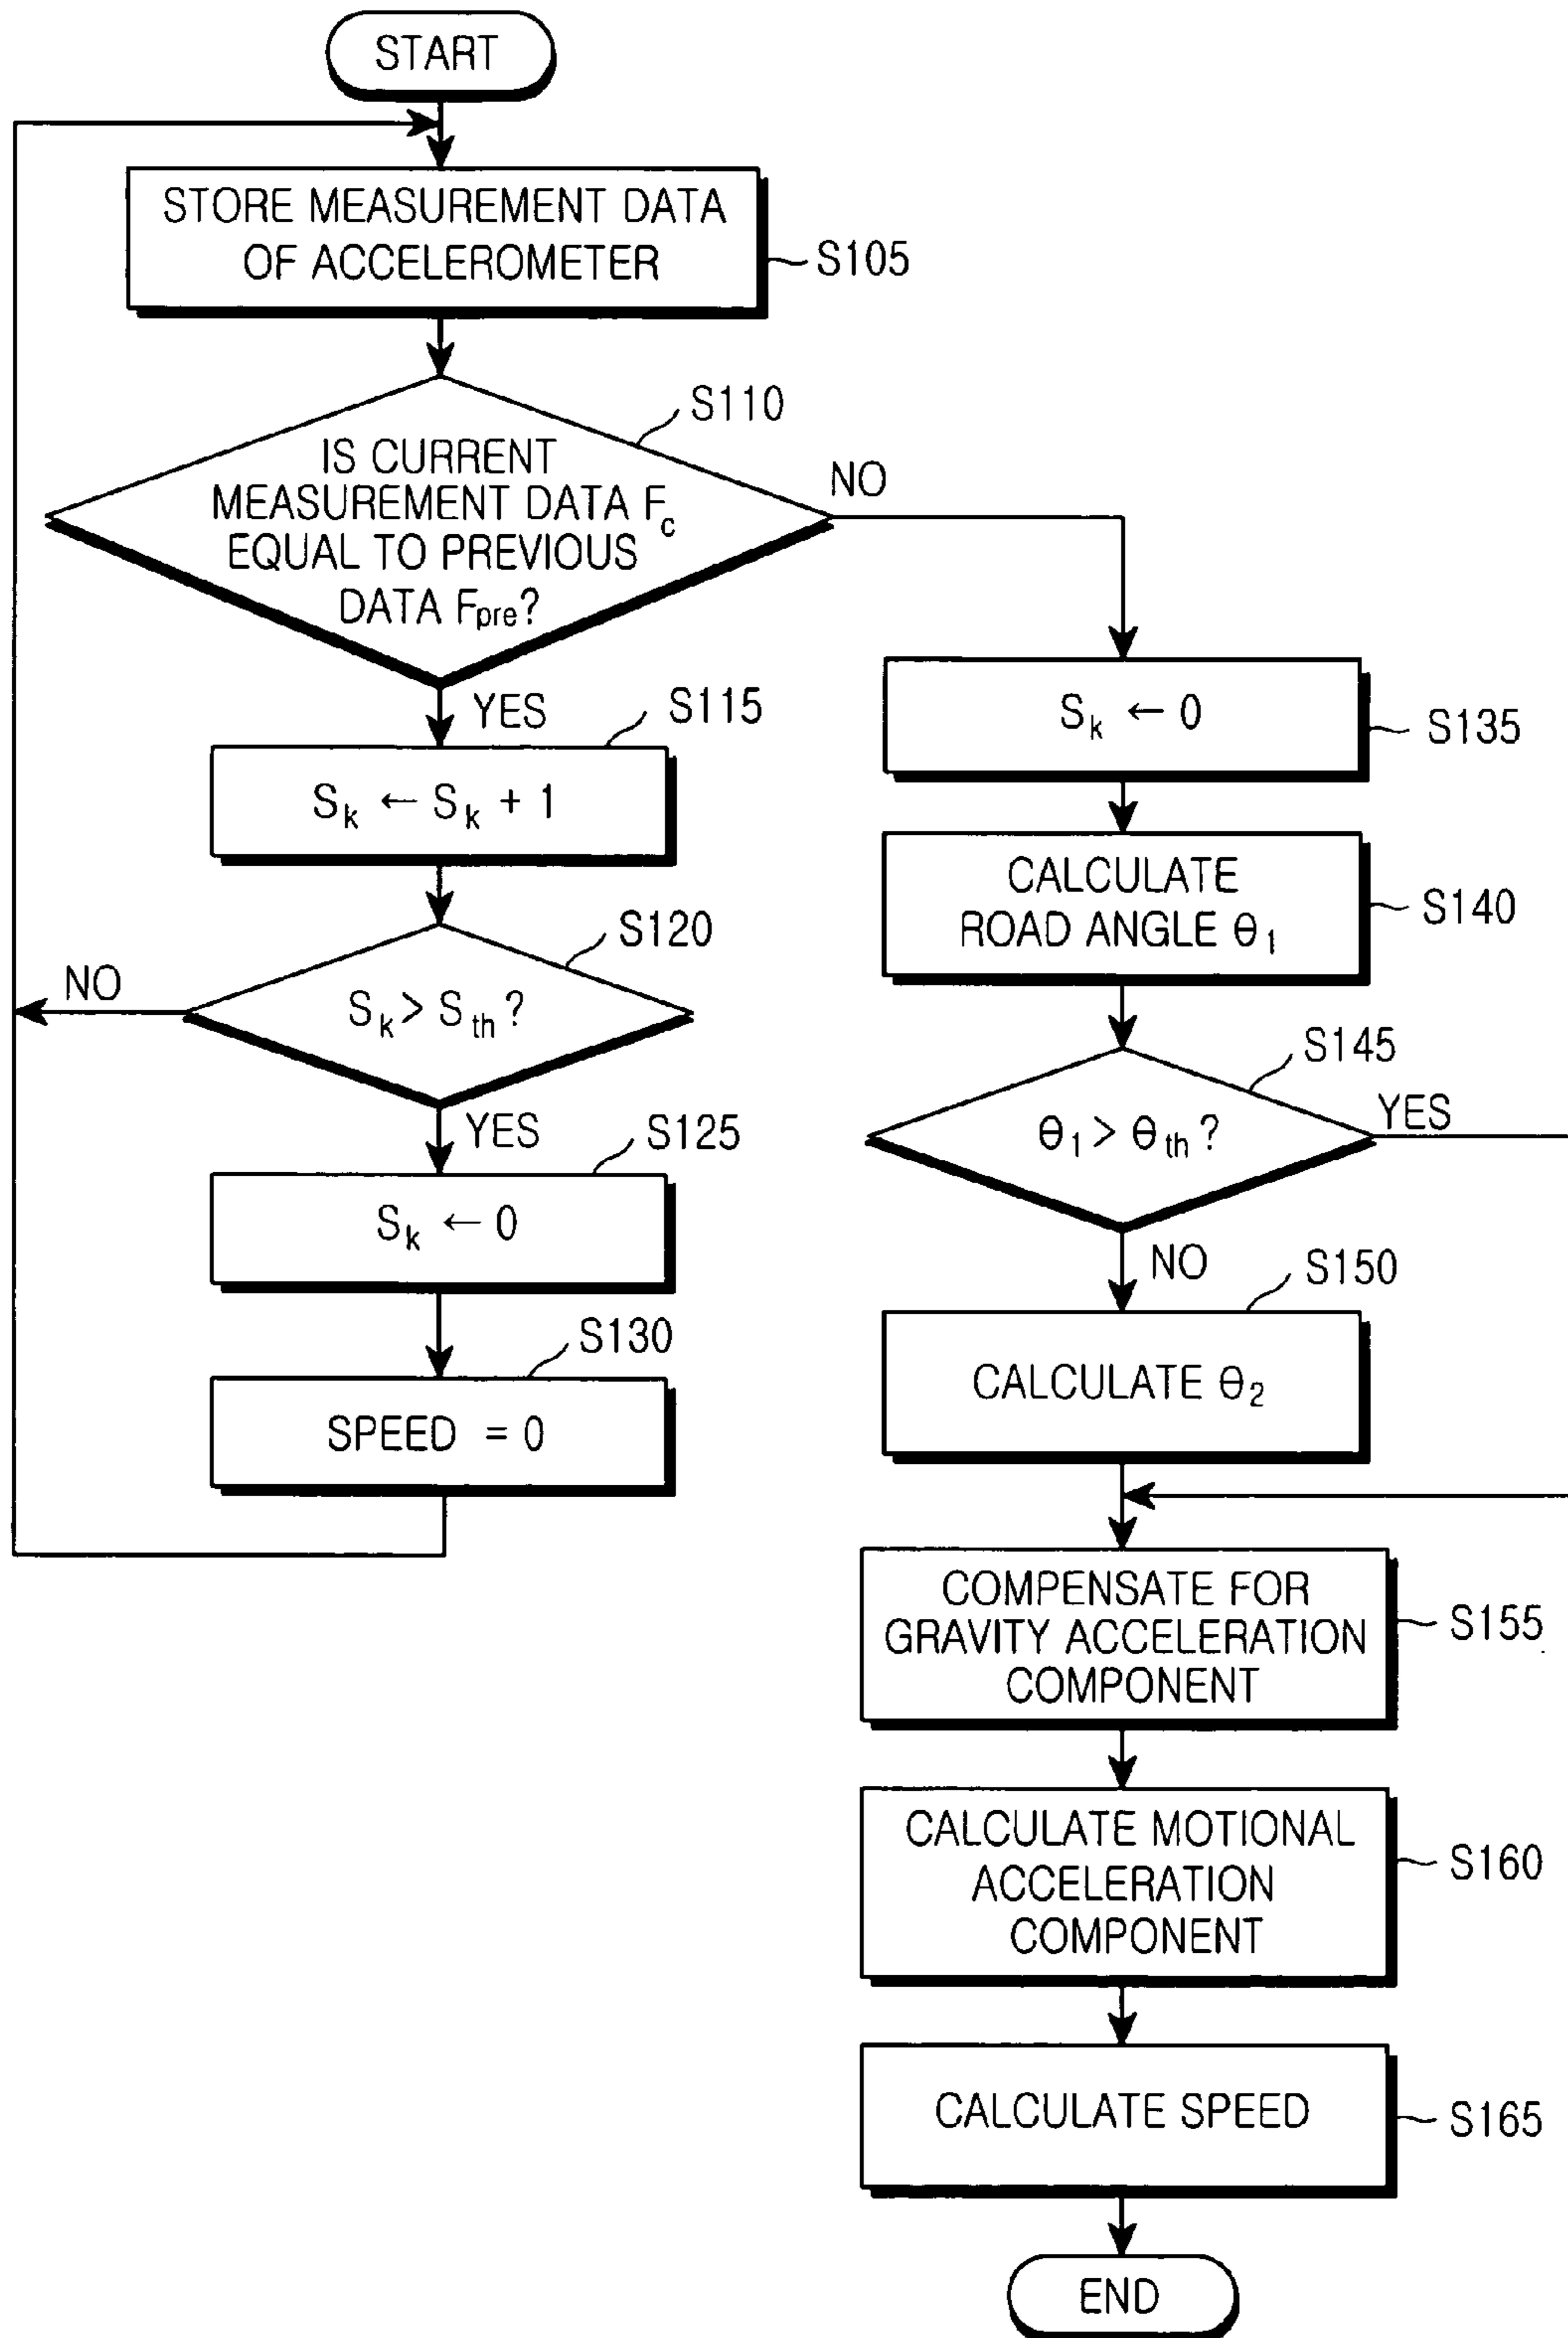 START
STORE MEASUREMENT DATA
OF ACCELEROMETER
S105
S110
IS CURRENT
MEASUREMENT DATA Fc
EQUAL TO PREVIOUS
DATA Fpre?
NO
YES
S115
Sk ← Sk + 1
S120
NO
Sk > Sth ?
YES
S125
Sk ← 0
S130
SPEED = 0
Sk ← 0
S135
CALCULATE
ROAD ANGLE θ1
S140
S145
θ1 > θth ?
YES
NO
S150
CALCULATE θ2
COMPENSATE FOR
GRAVITY ACCELERATION
COMPONENT
S155
CALCULATE MOTIONAL
ACCELERATION
COMPONENT
S160
CALCULATE SPEED
S165
END